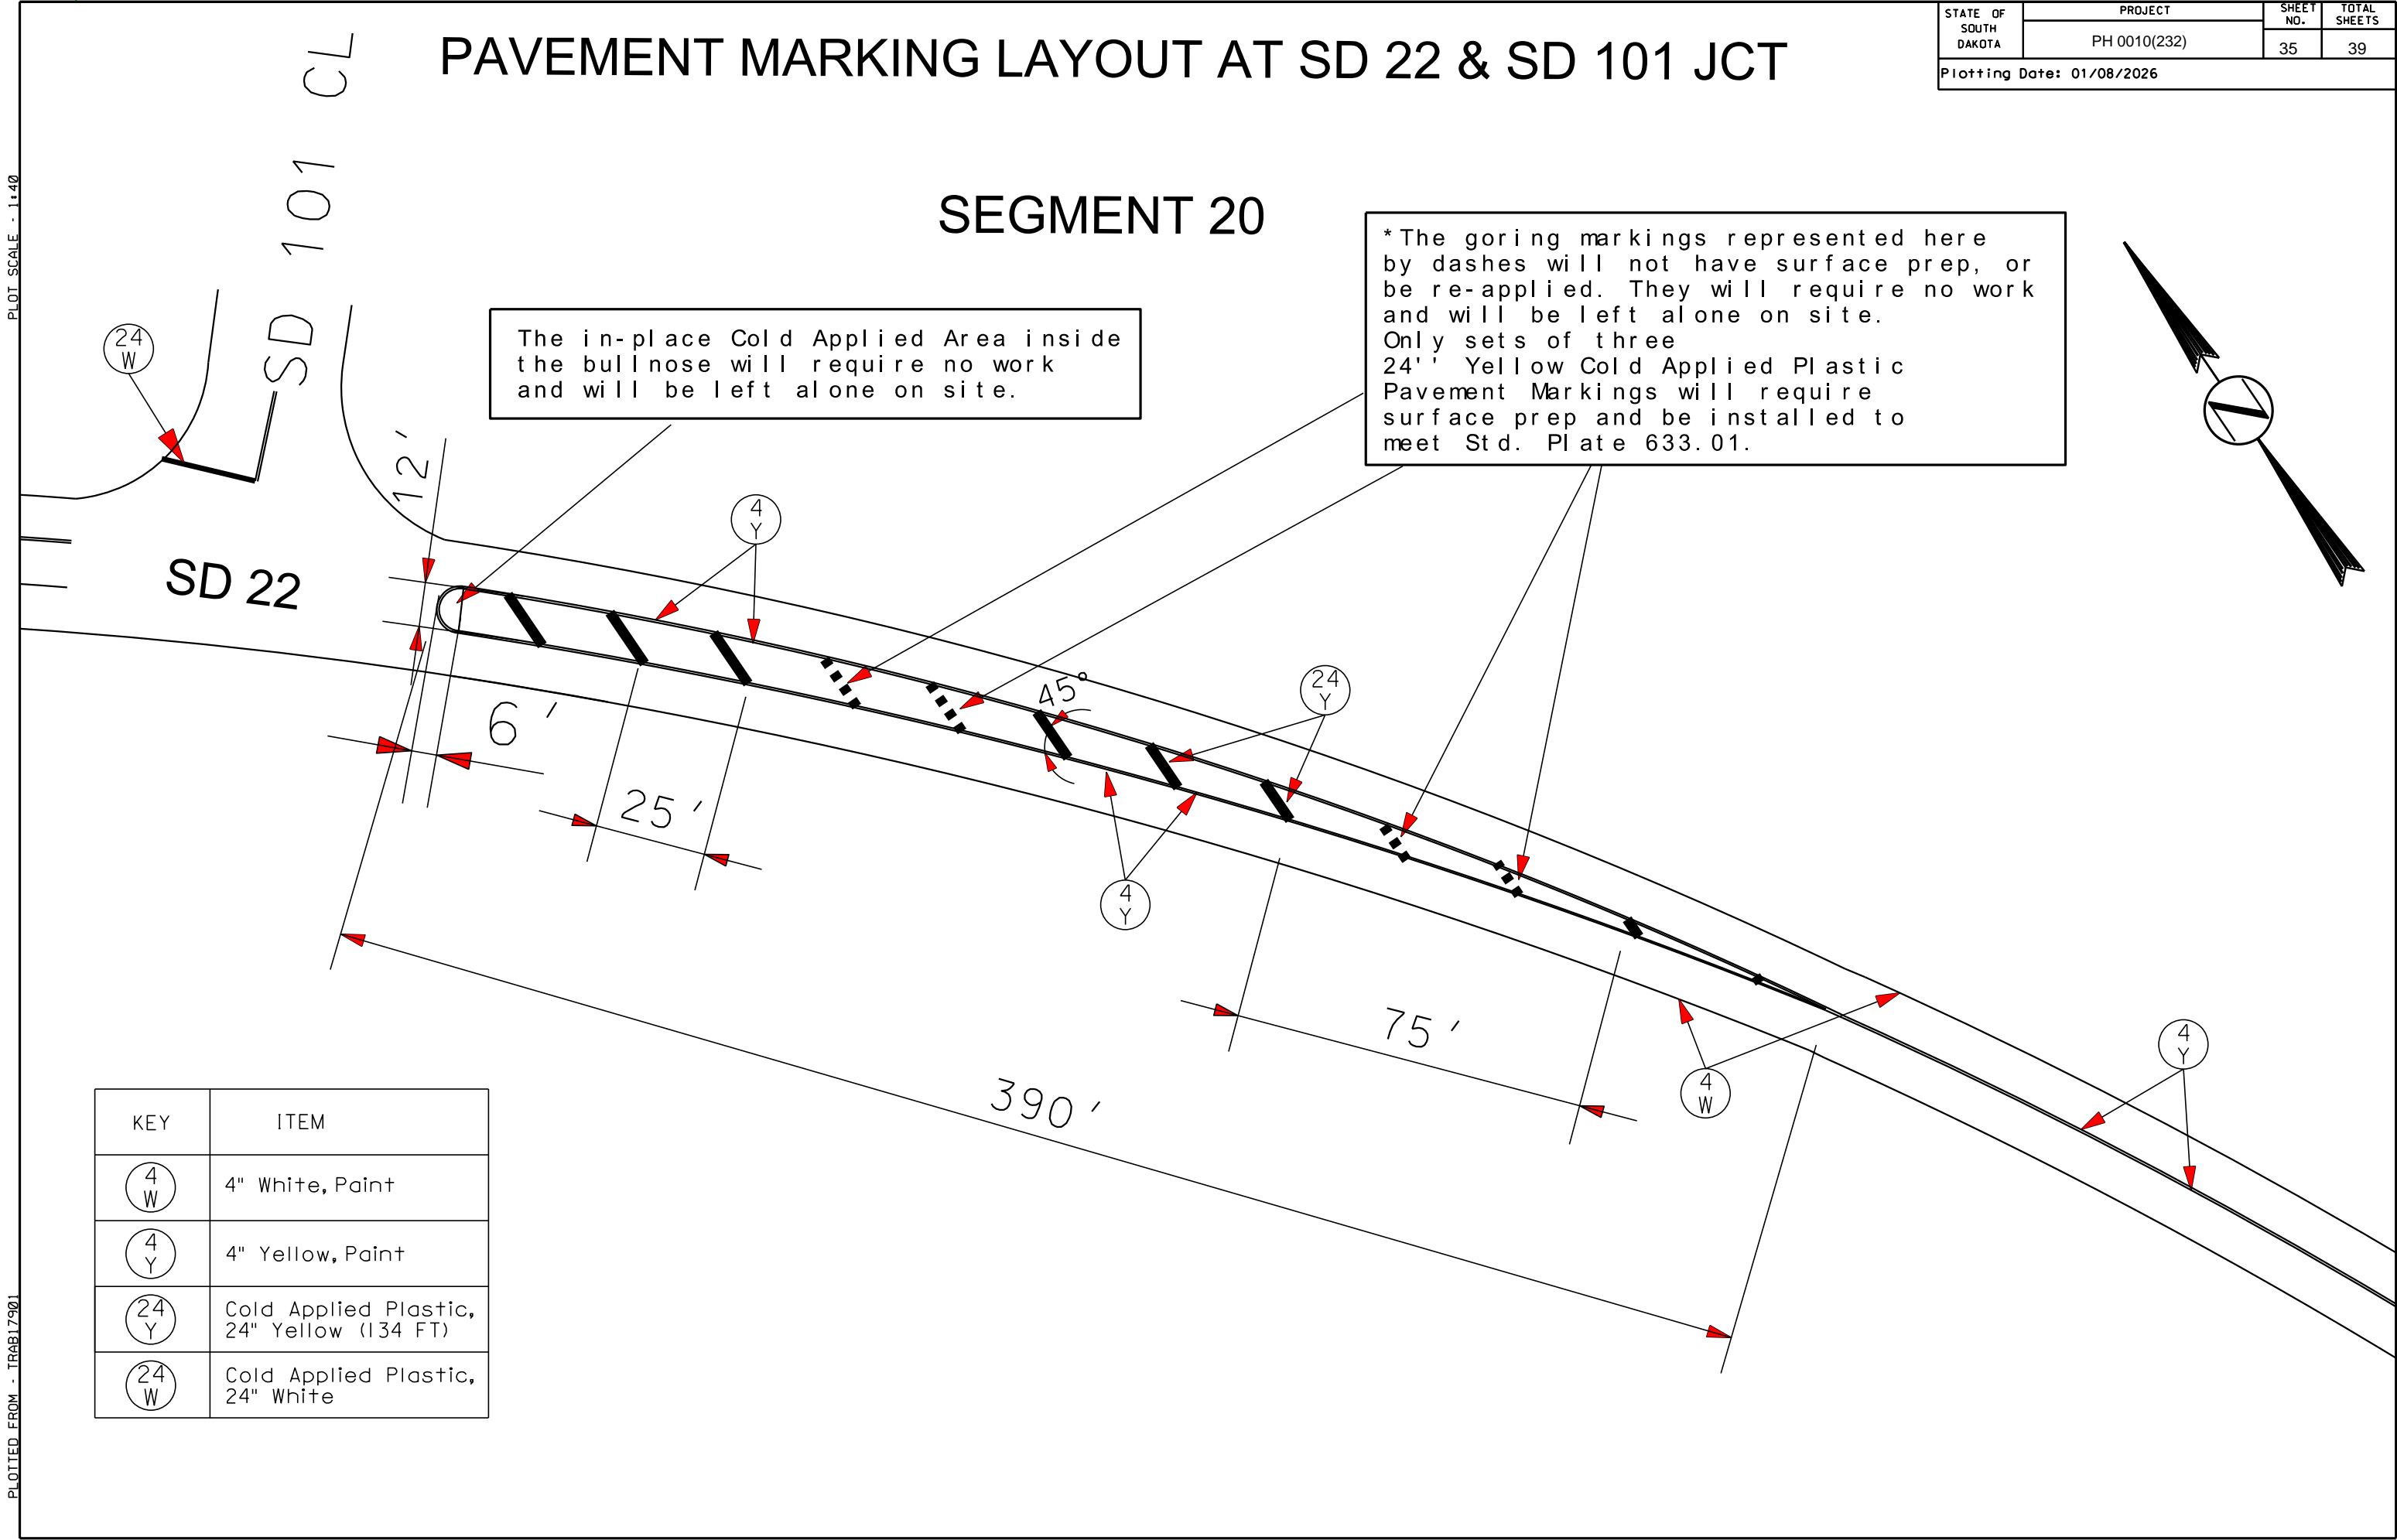 PAVEMENT MARKING LAYOUT AT SD 22 & SD 101 JCT
STATE OF
SOUTH
DAKOTA
PROJECT
PH 0010(232)
SHEET
NO.
35
TOTAL
SHEETS
39
Plotting Date: 01/08/2026
PLOT SCALE - 1:40
SEGMENT 20
SD 101 CL
*The goring markings represented here
by dashes will not have surface prep, or
be re-applied. They will require no work
and will be left alone on site.
Only sets of three
24'' Yellow Cold Applied Plastic
Pavement Markings will require
surface prep and be installed to
meet Std. Plate 633.01.
The in-place Cold Applied Area inside
the bullnose will require no work
and will be left alone on site.
24
W
12'
4
Y
SD 22
6'
25'
45°
24
Y
4
Y
75'
390'
4
W
4
Y
KEY ITEM
4
W
4" White, Paint
4
Y
4" Yellow, Paint
24
Y
Cold Applied Plastic,
24" Yellow (134 FT)
24
W
Cold Applied Plastic,
24" White
PLOTTED FROM - TRAB17901